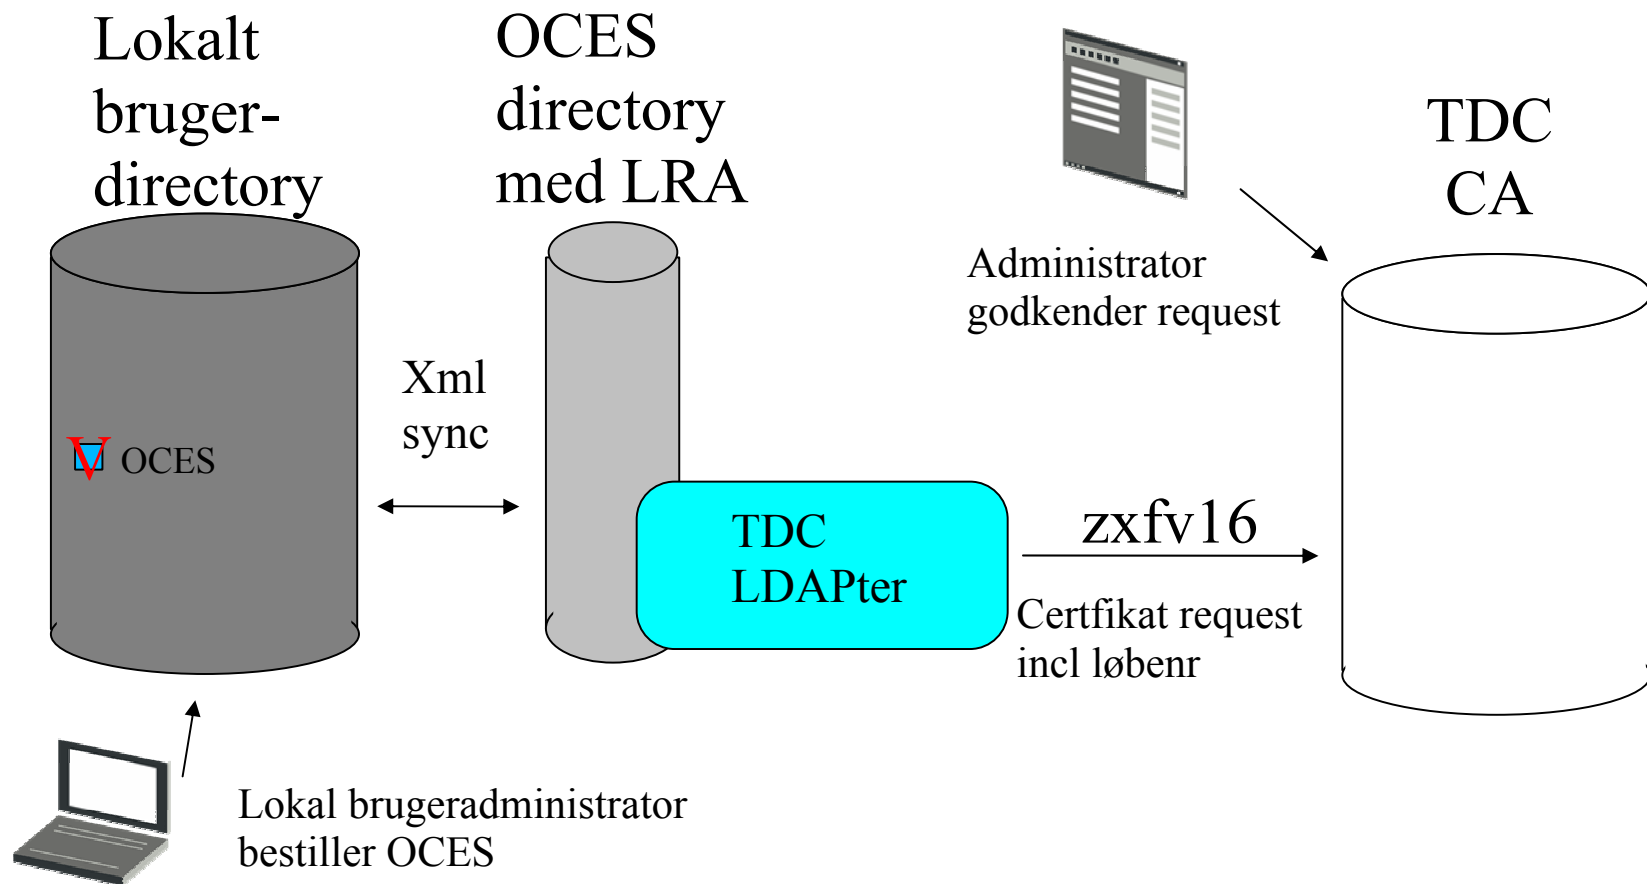 Lokalt
bruger-
directory
OCES
directory
med LRA
TDC
CA
Administrator
godkender request
Xml
sync
V OCES
TDC
LDAPter
zxfv16
Certfikat request
incl løbenr
Lokal brugeradministrator
bestiller OCES